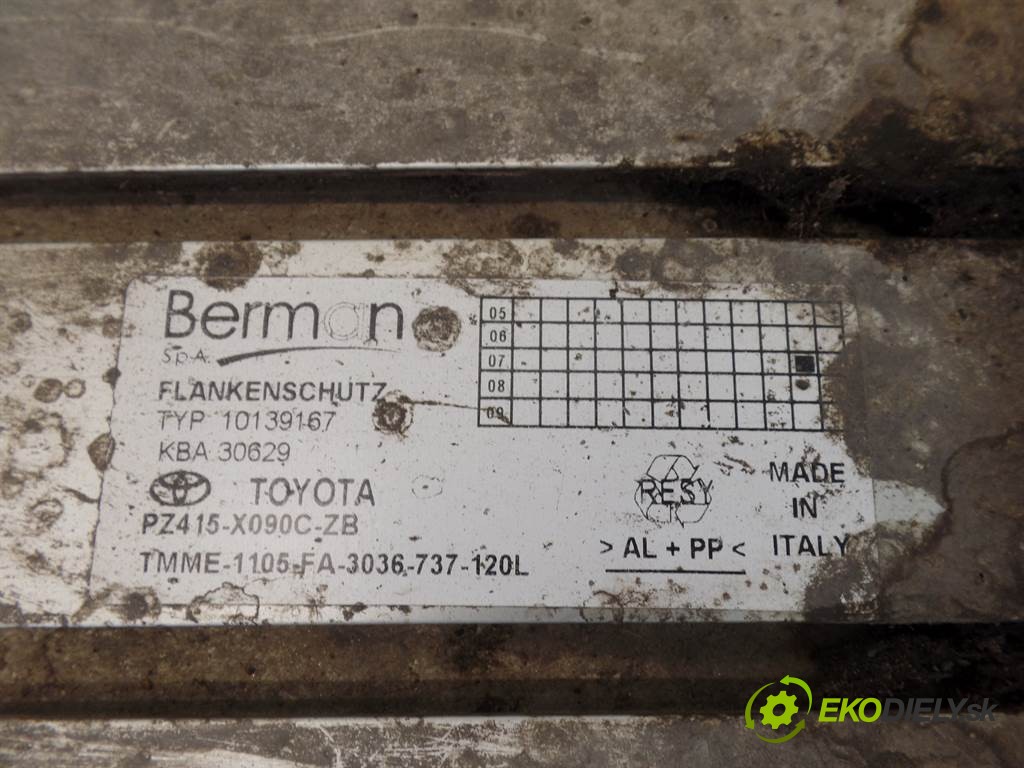 Berman
S.p.A.
FLANKENSCHUTZ
TYP 10139167
KBA 30629
TOYOTA
PZ415-X090C-ZB
TMME-1105-FA-3036-737-120L
05
06
07
08
09
RESY
> AL + PP <
MADE
IN
ITALY
EKODIELY.sk